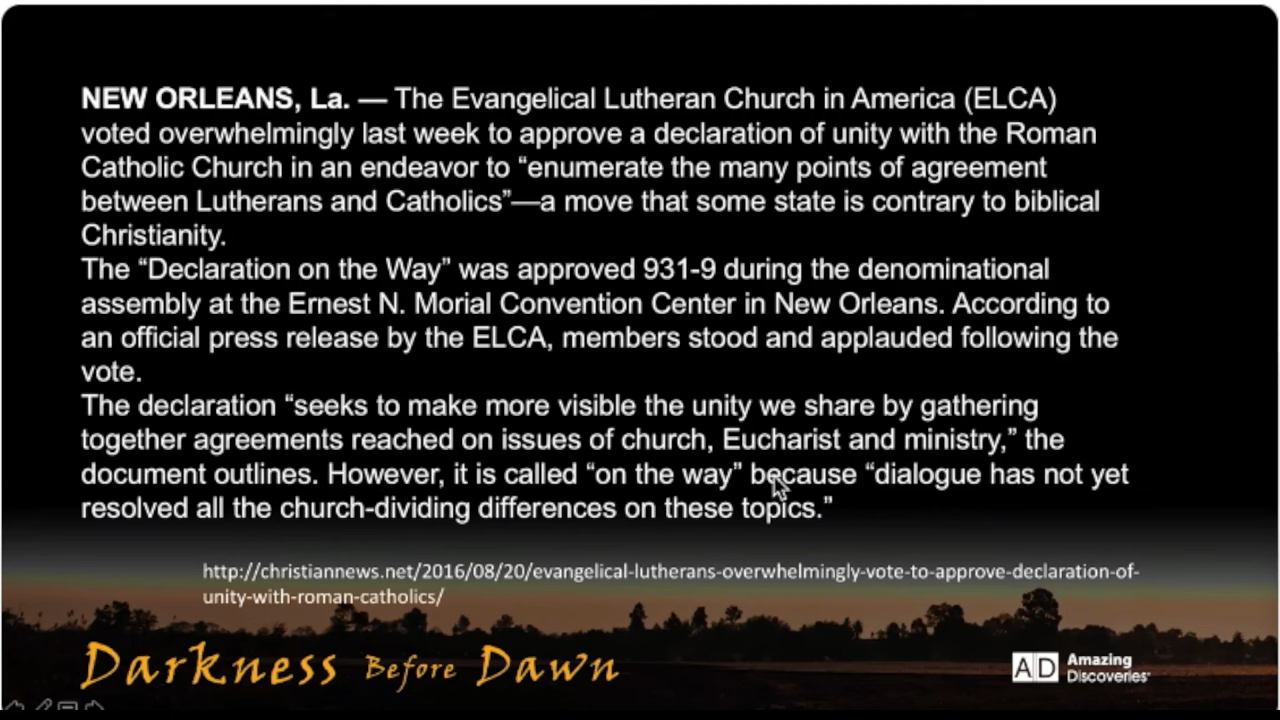 NEW ORLEANS, La. — The Evangelical Lutheran Church in America (ELCA)
voted overwhelmingly last week to approve a declaration of unity with the Roman
Catholic Church in an endeavor to “enumerate the many points of agreement
between Lutherans and Catholics”—a move that some state is contrary to biblical
Christianity.
The “Declaration on the Way” was approved 931-9 during the denominational
assembly at the Ernest N. Morial Convention Center in New Orleans. According to
an official press release by the ELCA, members stood and applauded following the
vote.
The declaration “seeks to make more visible the unity we share by gathering
together agreements reached on issues of church, Eucharist and ministry,” the
document outlines. However, it is called “on the way” because “dialogue has not yet
resolved all the church-dividing differences on these topics.”
http://christiannews.net/2016/08/20/evangelical-lutherans-overwhelmingly-vote-to-approve-declaration-of-
unity-with-roman-catholics/
Darkness Before Dawn
AD Amazing
Discoveries